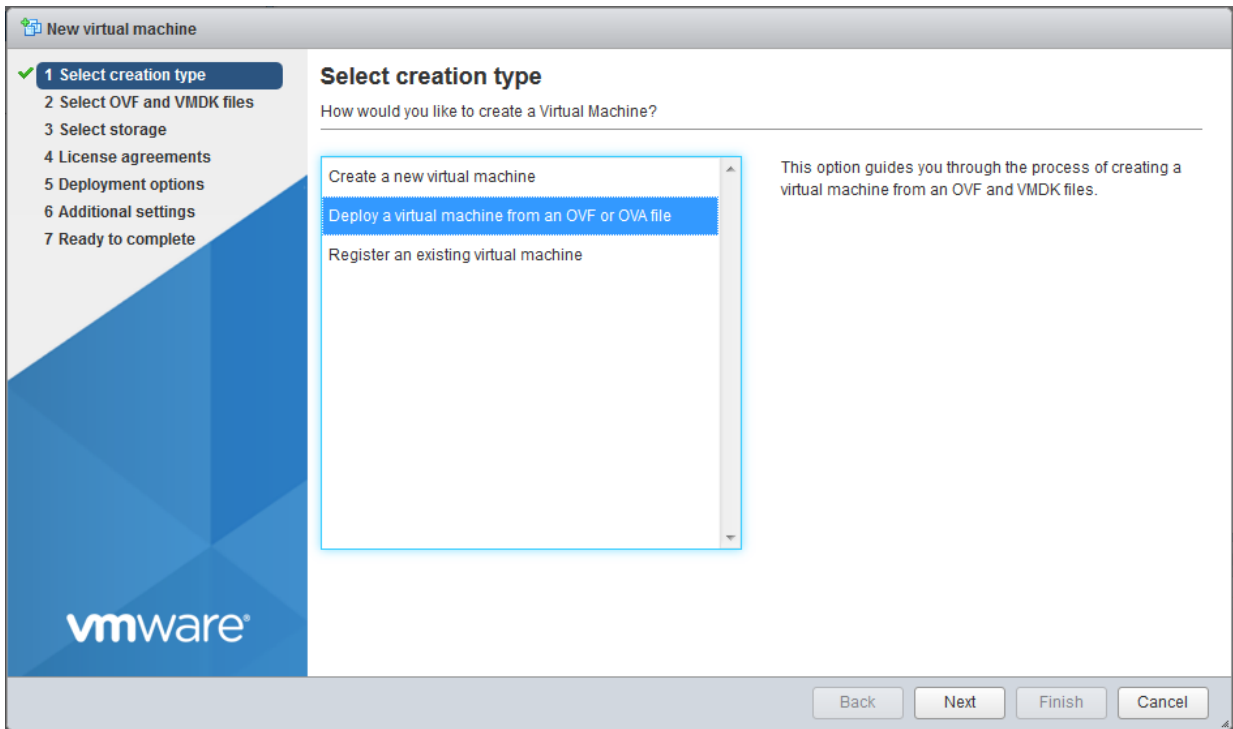 New virtual machine
1 Select creation type
2 Select OVF and VMDK files
3 Select storage
4 License agreements
5 Deployment options
6 Additional settings
7 Ready to complete
Select creation type
How would you like to create a Virtual Machine?
Create a new virtual machine
Deploy a virtual machine from an OVF or OVA file
Register an existing virtual machine
This option guides you through the process of creating a
virtual machine from an OVF and VMDK files.
vmware®
Back
Next
Finish
Cancel